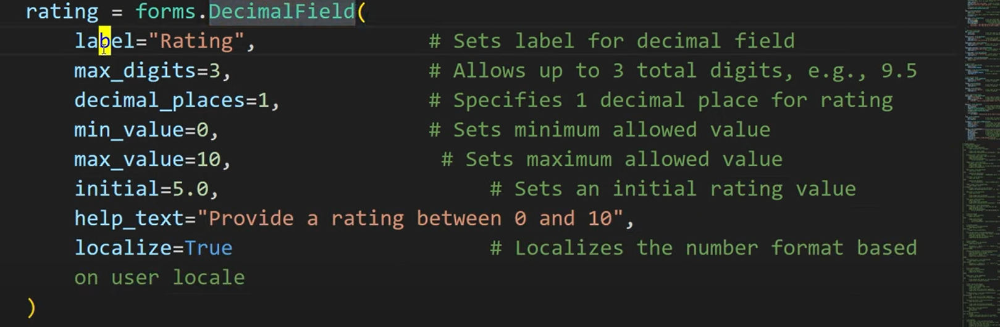 rating = forms.DecimalField(
label="Rating", # Sets label for decimal field
max_digits=3, # Allows up to 3 total digits, e.g., 9.5
decimal_places=1, # Specifies 1 decimal place for rating
min_value=0, # Sets minimum allowed value
max_value=10, # Sets maximum allowed value
initial=5.0, # Sets an initial rating value
help_text="Provide a rating between 0 and 10",
localize=True # Localizes the number format based
on user locale
)